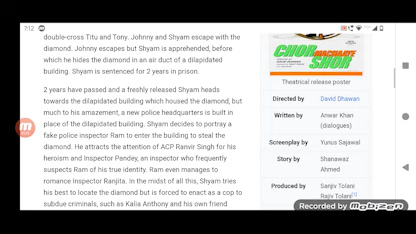 7:12
double-cross Titu and Tony. Johnny and Shyam escape with the
diamond. Johnny escapes but Shyam is apprehended, before
which he hides the diamond in an air duct of a dilapidated
building. Shyam is sentenced for 2 years in prison.
2 years have passed and a freshly released Shyam heads
towards the dilapidated building which housed the diamond, but
much to his amazement, a new police headquarters is built in
place of the dilapidated building. Shyam decides to portray a
fake police inspector Ram to enter the building to steal the
diamond. He attracts the attention of ACP Ranvir Singh for his
heroism and Inspector Pandey, an inspector who frequently
suspects Ram of his true identity. Ram even manages to
romance Inspector Ranjita. In the midst of all this, Shyam tries
his best to locate the diamond but is forced to enact as a cop to
subdue criminals, such as Kalia Anthony and his own friend
CHOR
MACHAAYE
SHOR
Theatrical release poster
Directed by David Dhawan
Written by Anwar Khan
(dialogues)
Screenplay by Yunus Sajawal
Story by Shanawaz
Ahmed
Produced by Sanjiv Tolani
Rajiv Tolani[1]
Recorded by
MOBIZEN